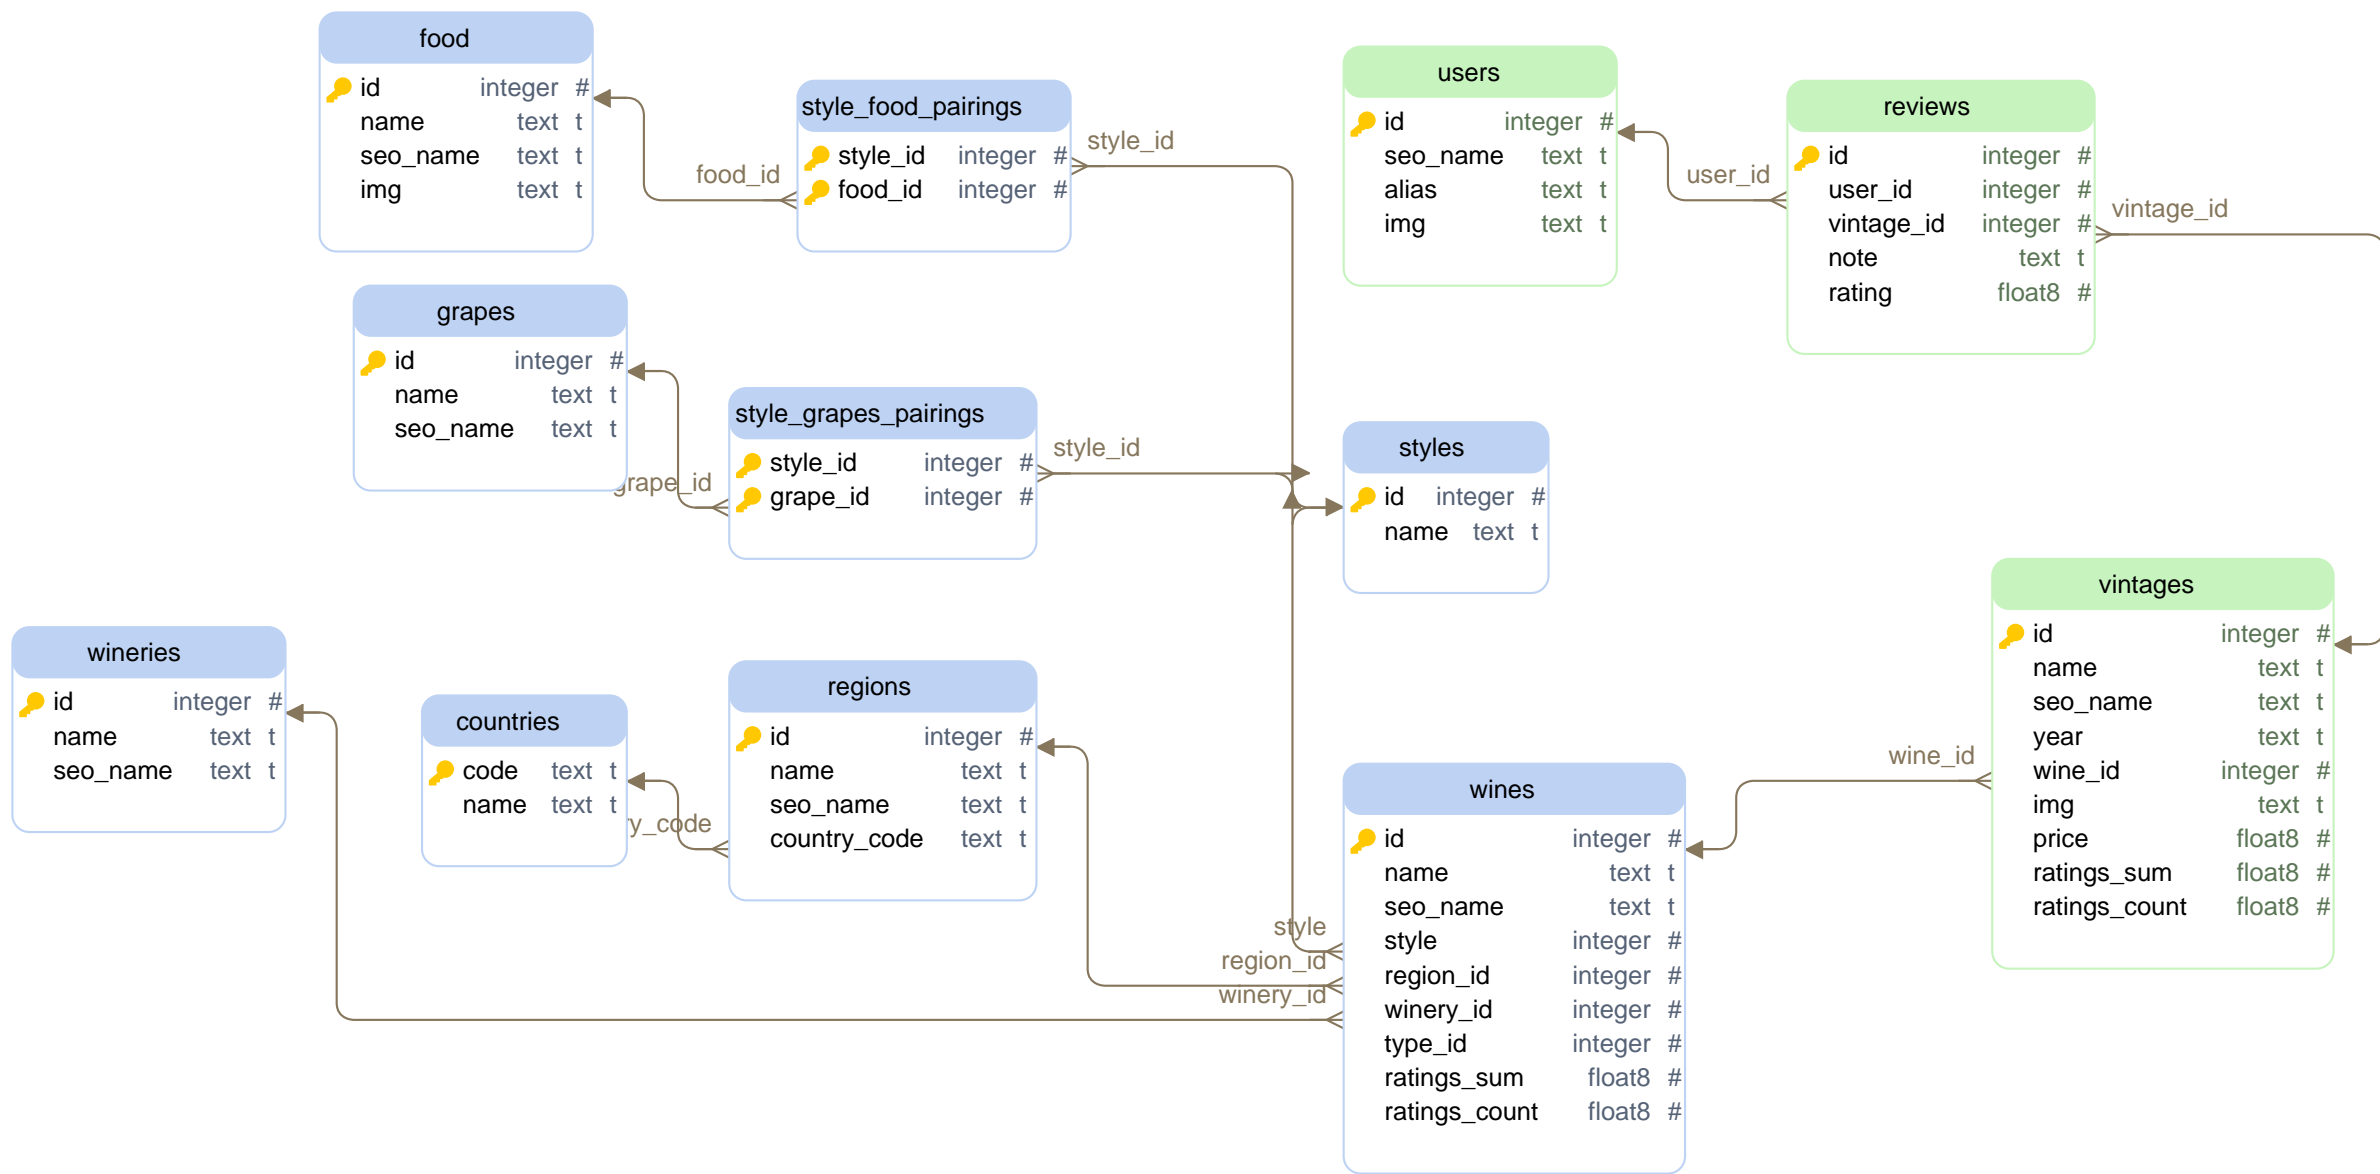 food
id integer #
name text t
seo_name text t
img text t
style_food_pairings
style_id integer #
food_id integer #
food_id
style_id
users
id integer #
seo_name text t
alias text t
img text t
reviews
id integer #
user_id integer #
vintage_id integer #
note text t
rating float8 #
user_id
vintage_id
grapes
id integer #
name text t
seo_name text t
style_grapes_pairings
style_id integer #
grape_id integer #
grape_id
style_id
styles
id integer #
name text t
vintages
id integer #
name text t
seo_name text t
year text t
wine_id integer #
img text t
price float8 #
ratings_sum float8 #
ratings_count float8 #
wine_id
wineries
id integer #
name text t
seo_name text t
countries
code text t
name text t
y_code
regions
id integer #
name text t
seo_name text t
country_code text t
style
region_id
winery_id
wines
id integer #
name text t
seo_name text t
style integer #
region_id integer #
winery_id integer #
type_id integer #
ratings_sum float8 #
ratings_count float8 #